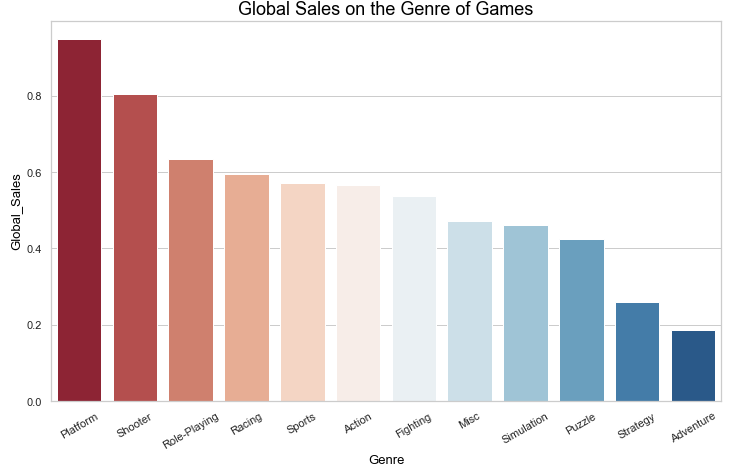 Global Sales on the Genre of Games
Global_Sales
0.8
0.6
0.4
0.2
0.0
Platform
Shooter
Role-Playing
Racing
Sports
Action
Fighting
Misc
Simulation
Puzzle
Strategy
Adventure
Genre